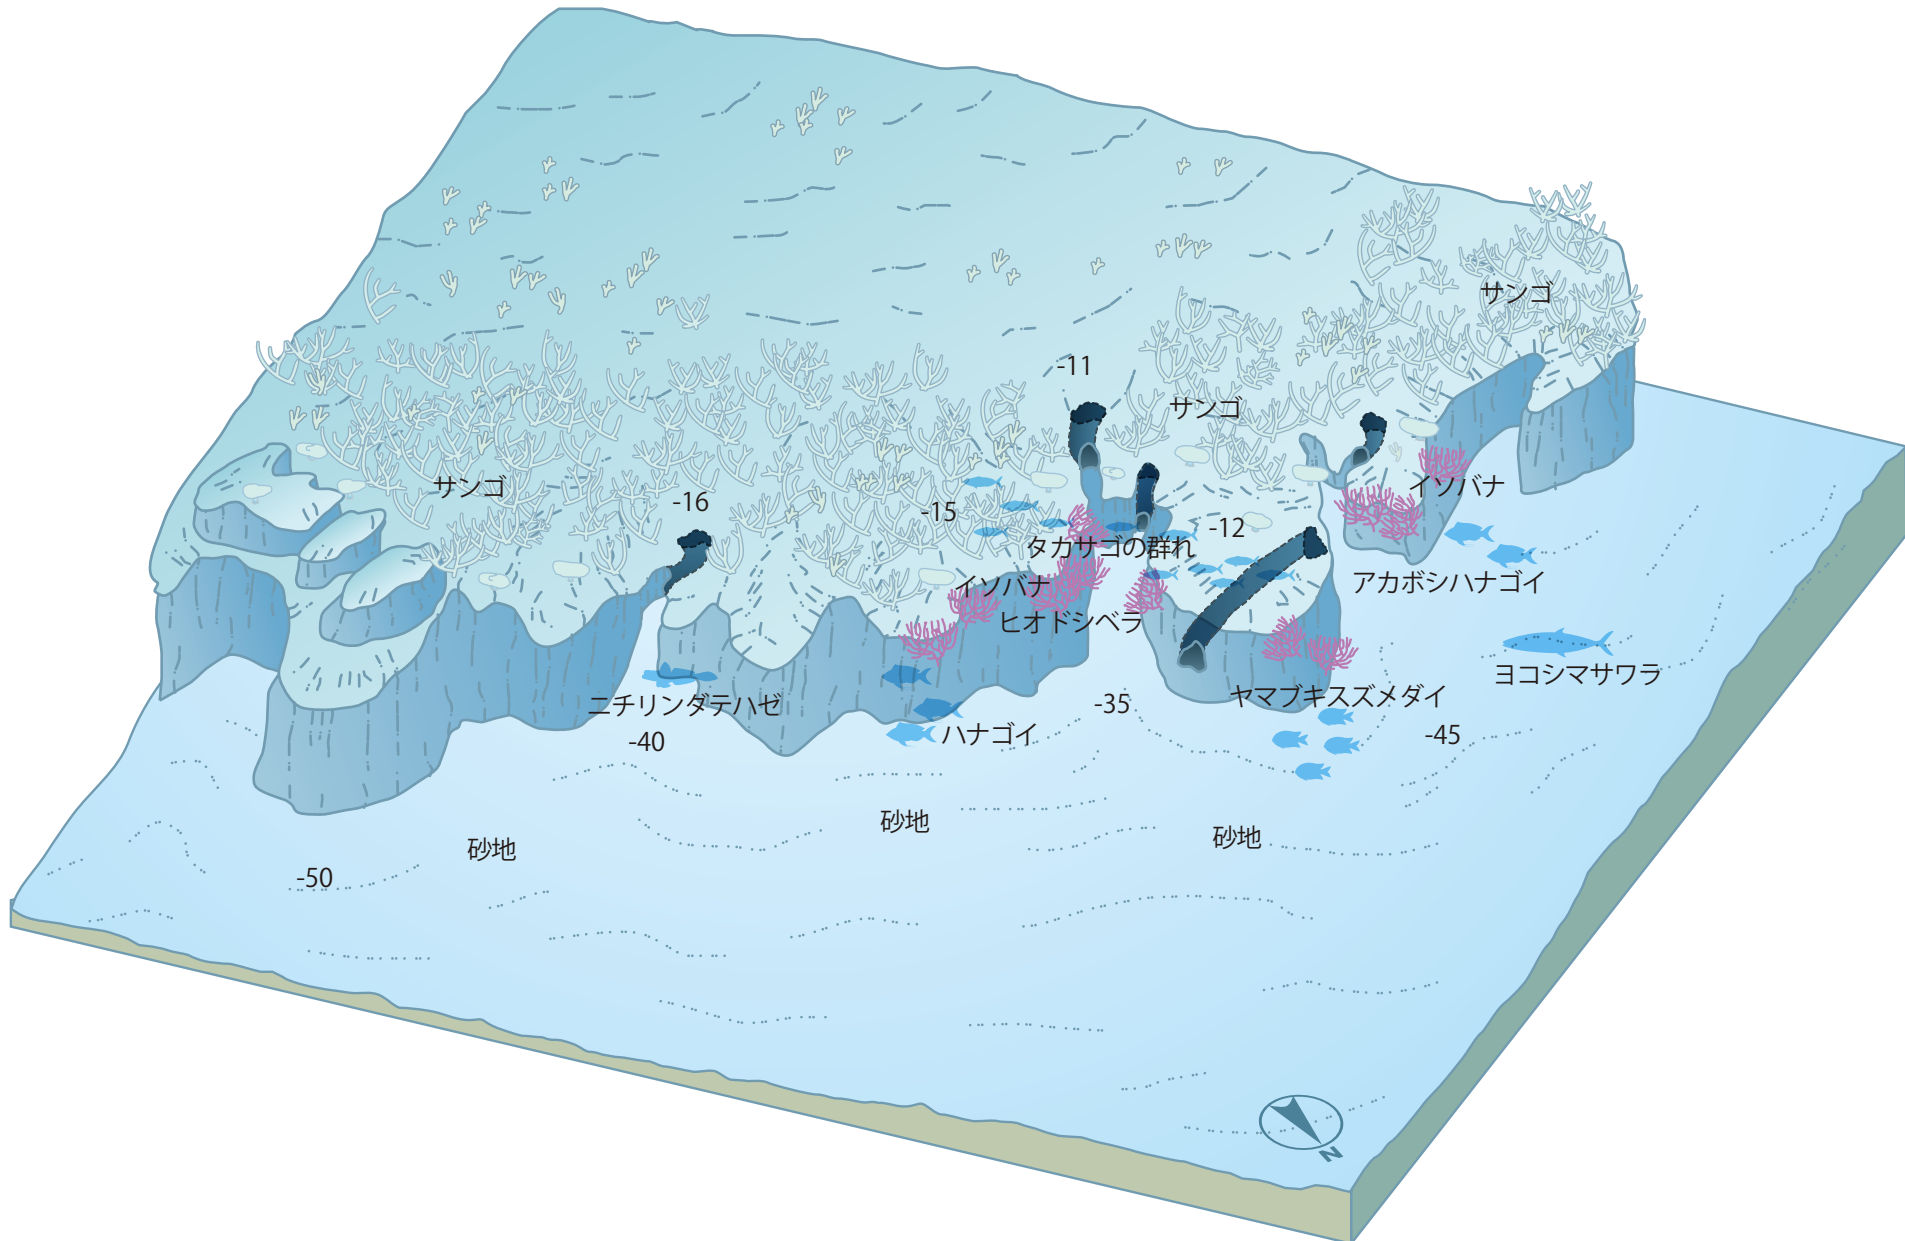 サンゴ
-11
サンゴ
サンゴ
イソバナ
-16
-15
-12
タカサゴの群れ
イソバナ
アカボシハナゴイ
ヒオドシベラ
ヨコシマサワラ
ニチリンダテハゼ
-35
ヤマブキスズメダイ
-40
ハナゴイ
-45
砂地
砂地
砂地
-50
N